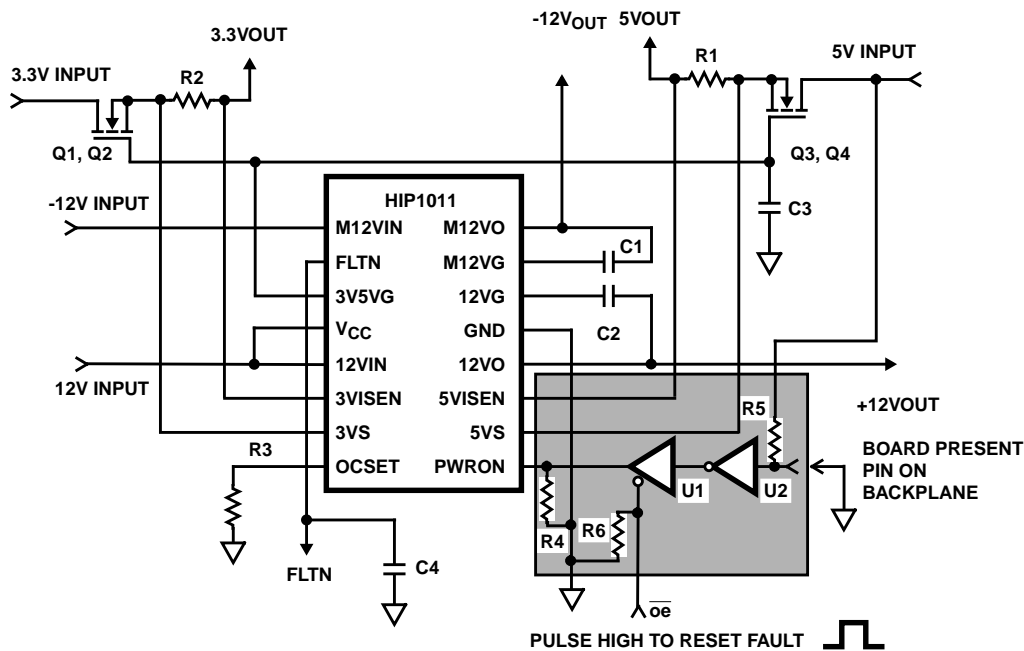 -12VOUT 5VOUT
3.3VOUT
R1
5V INPUT
3.3V INPUT
R2
Q1, Q2
Q3, Q4
HIP1011
C3
-12V INPUT
M12VIN
M12VO
C1
FLTN
M12VG
3V5VG
12VG
C2
VCC
GND
12VIN
12VO
12V INPUT
3VISEN
5VISEN
R5
+12VOUT
3VS
5VS
R3
BOARD PRESENT
PIN ON
BACKPLANE
OCSET
PWRON
U1
U2
R4
R6
FLTN
C4
oe
PULSE HIGH TO RESET FAULT